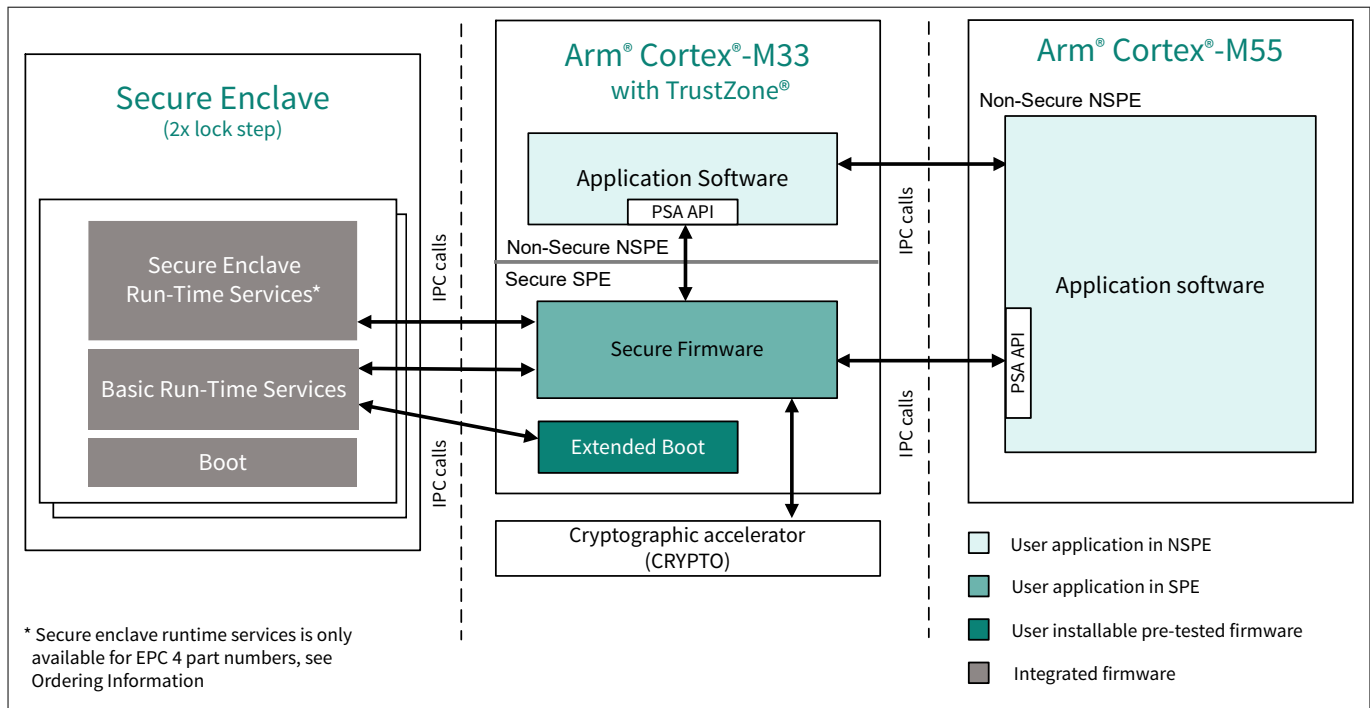 Secure Enclave
(2x lock step)
Secure Enclave
Run-Time Services*
Basic Run-Time Services
Boot
* Secure enclave runtime services is only
available for EPC 4 part numbers, see
Ordering Information
IPC calls
IPC calls
Arm® Cortex®-M33
with TrustZone®
Application Software
PSA API
Non-Secure NSPE
Secure SPE
Secure Firmware
Extended Boot
Cryptographic accelerator
(CRYPTO)
IPC calls
IPC calls
Arm® Cortex®-M55
Non-Secure NSPE
Application software
PSA API
User application in NSPE
User application in SPE
User installable pre-tested firmware
Integrated firmware